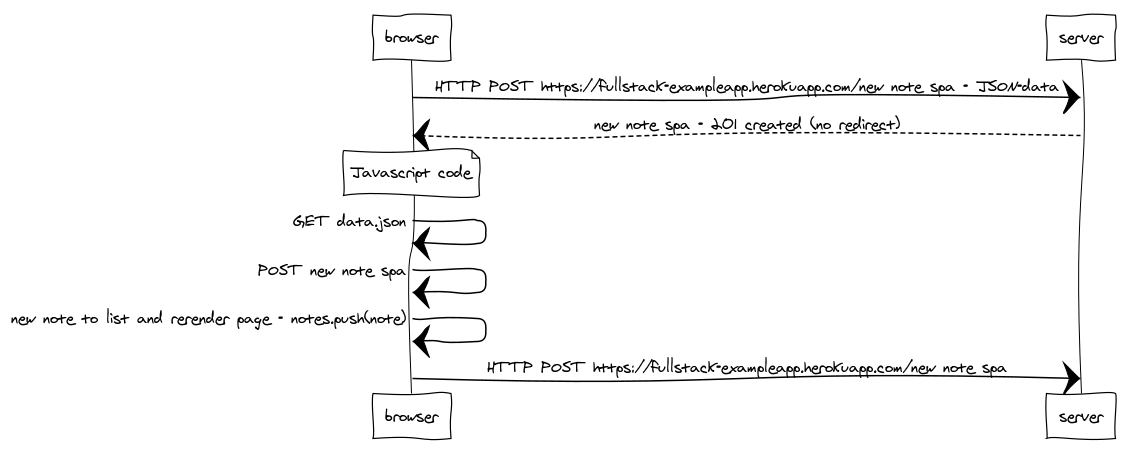 browser
server
HTTP POST https://fullstack-exampleapp.herokuapp.com/new note spa - JSON-data
new note spa - 201 created (no redirect)
Javascript code
GET data.json
POST new note spa
new note to list and rerender page - notes.push(note)
HTTP POST https://fullstack-exampleapp.herokuapp.com/new note spa
browser
server